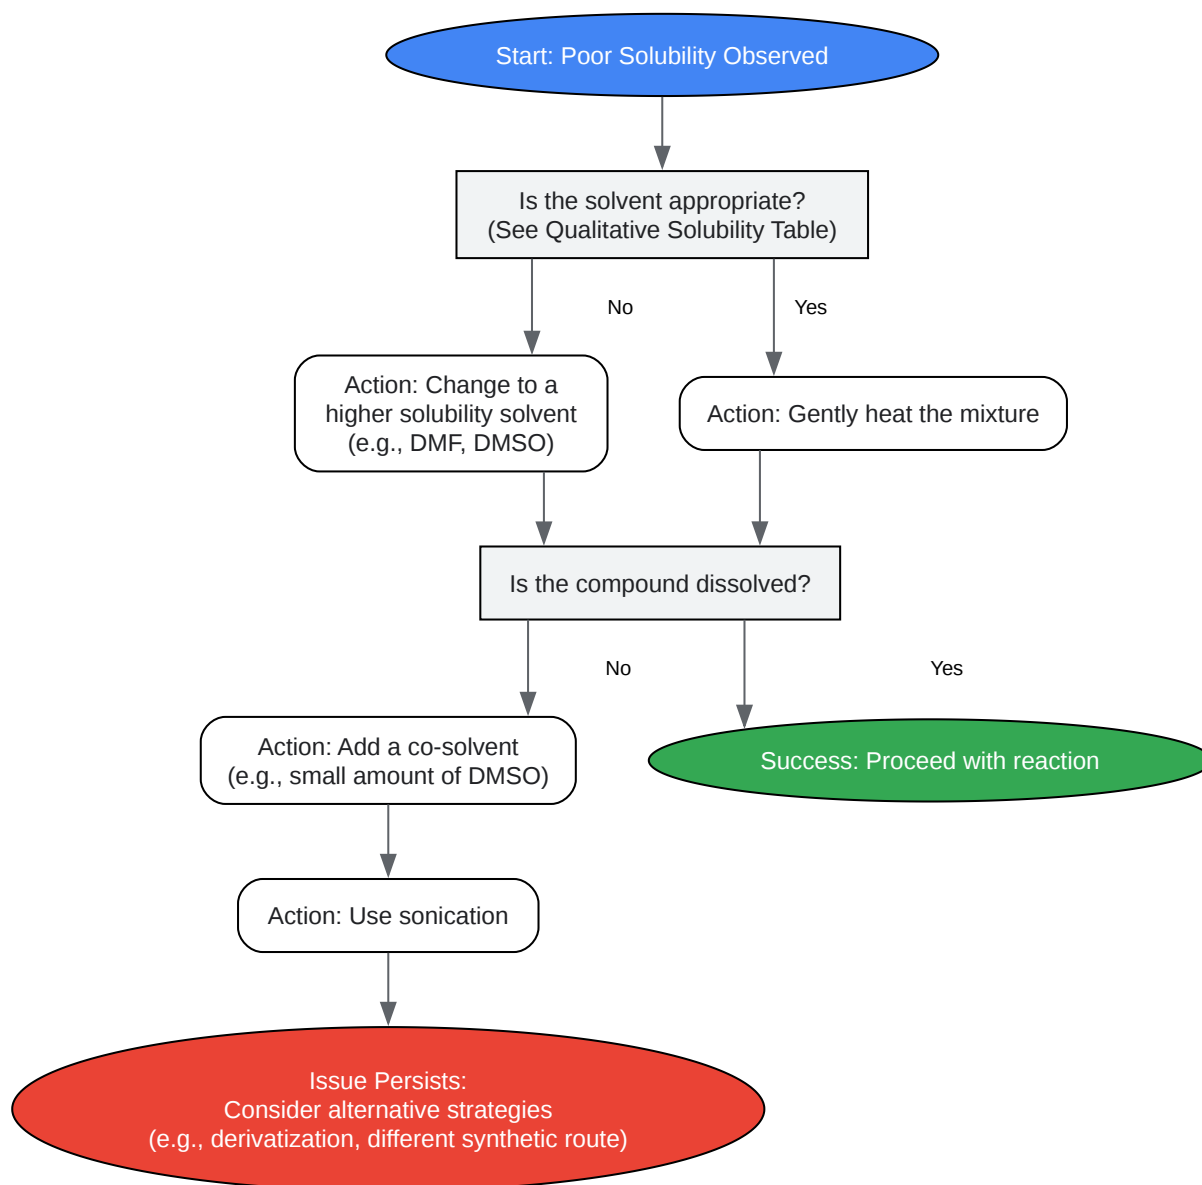 Start: Poor Solubility Observed
Is the solvent appropriate?
(See Qualitative Solubility Table)
No
Yes
Action: Change to a
higher solubility solvent
(e.g., DMF, DMSO)
Action: Gently heat the mixture
Is the compound dissolved?
No
Yes
Action: Add a co-solvent
(e.g., small amount of DMSO)
Success: Proceed with reaction
Action: Use sonication
Issue Persists:
Consider alternative strategies
(e.g., derivatization, different synthetic route)